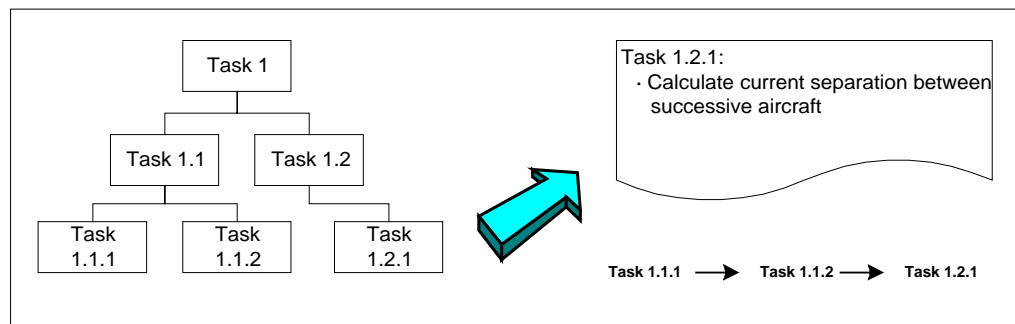 Task 1
Task 1.1
Task 1.2
Task
1.1.1
Task
1.1.2
Task
1.2.1
Task 1.2.1:
· Calculate current separation between
successive aircraft
Task 1.1.1
Task 1.1.2
Task 1.2.1